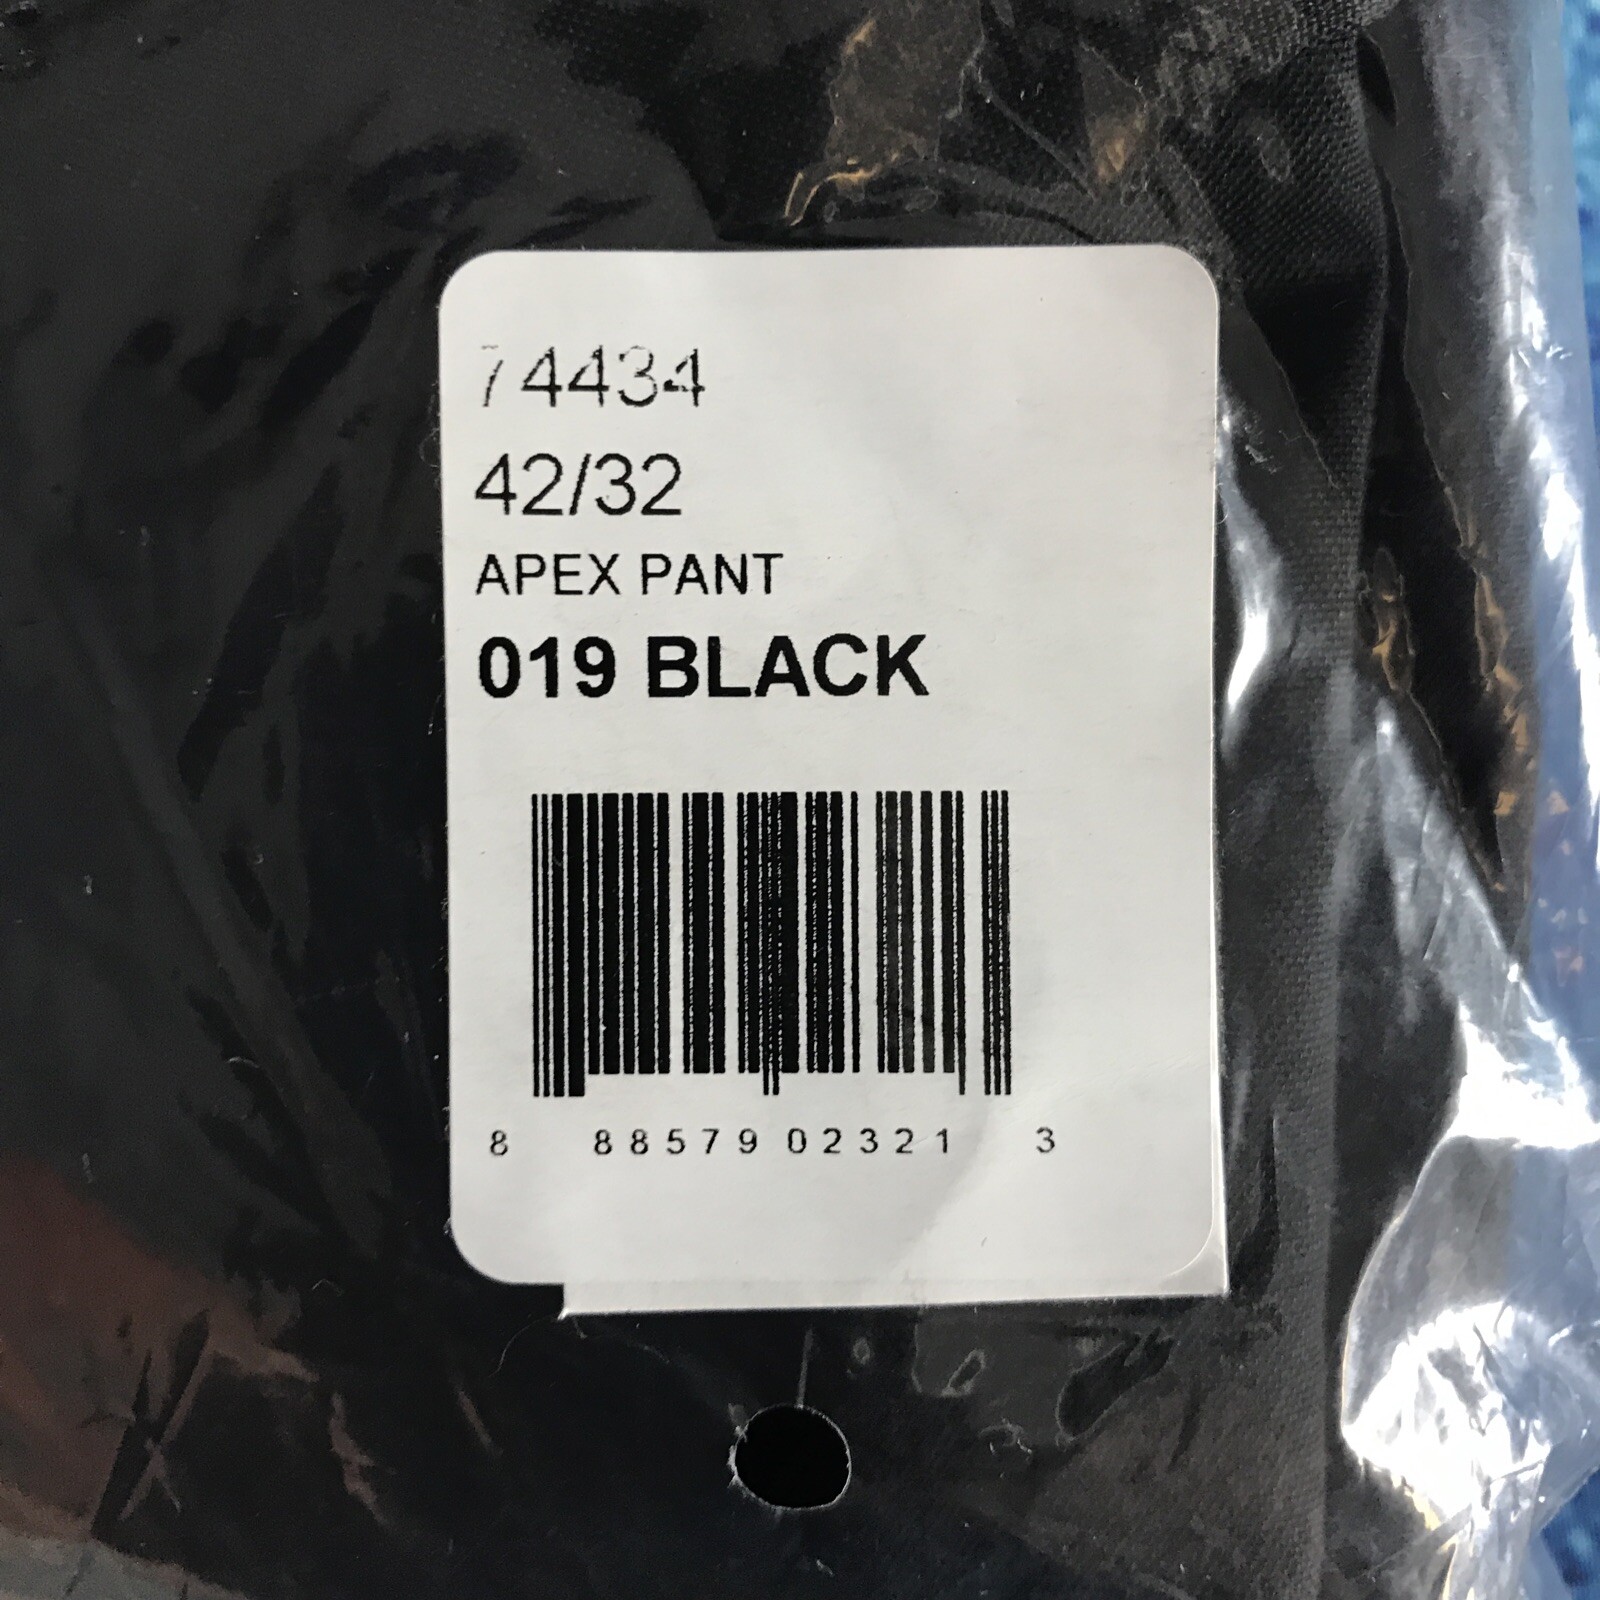 74434
42/32
APEX PANT
019 BLACK
8 88579 02321 3